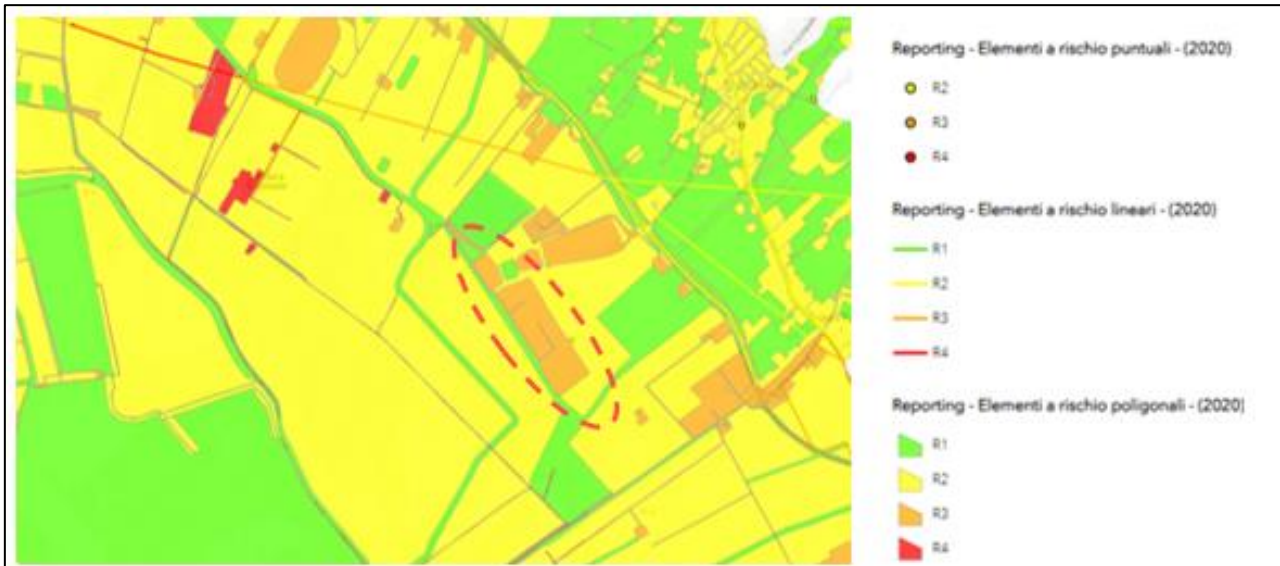 Reporting - Elementi a rischio puntuali - (2020)
R2
R3
R4
Reporting - Elementi a rischio lineari - (2020)
R1
R2
R3
R4
Reporting - Elementi a rischio poligonali - (2020)
R1
R2
R3
R4